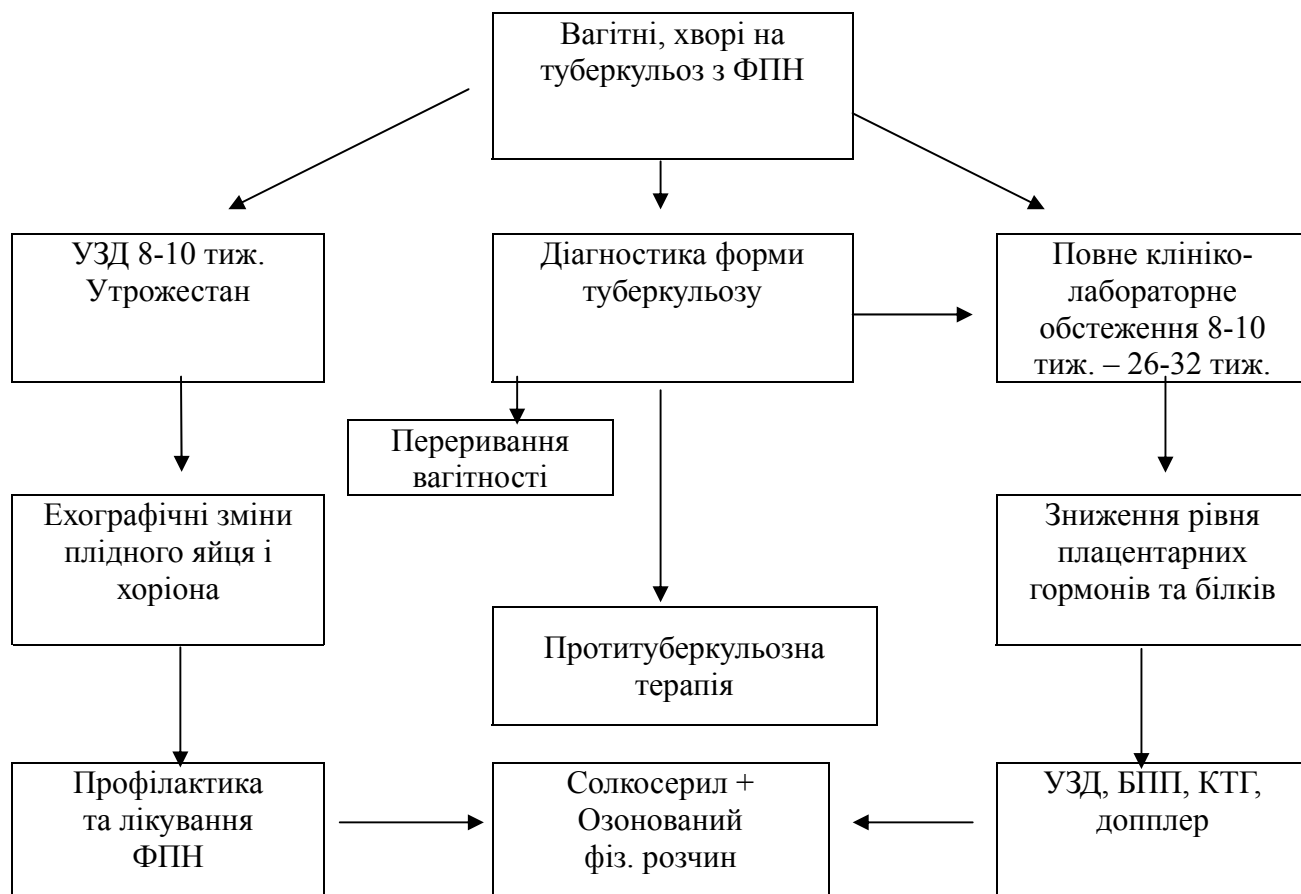 Вагітні, хворі на
туберкульоз з ФПН
УЗД 8-10 тиж.
Утрожестан
Діагностика форми
туберкульозу
Повне клініко-
лабораторне
обстеження 8-10
тиж. – 26-32 тиж.
Переривання
вагітності
Ехографічні зміни
плідного яйця і
хоріона
Зниження рівня
плацентарних
гормонів та білків
Протитуберкульозна
терапія
Профілактика
та лікування
ФПН
Солкосерил +
Озонований
фіз. розчин
УЗД, БПП, КТГ,
допплер